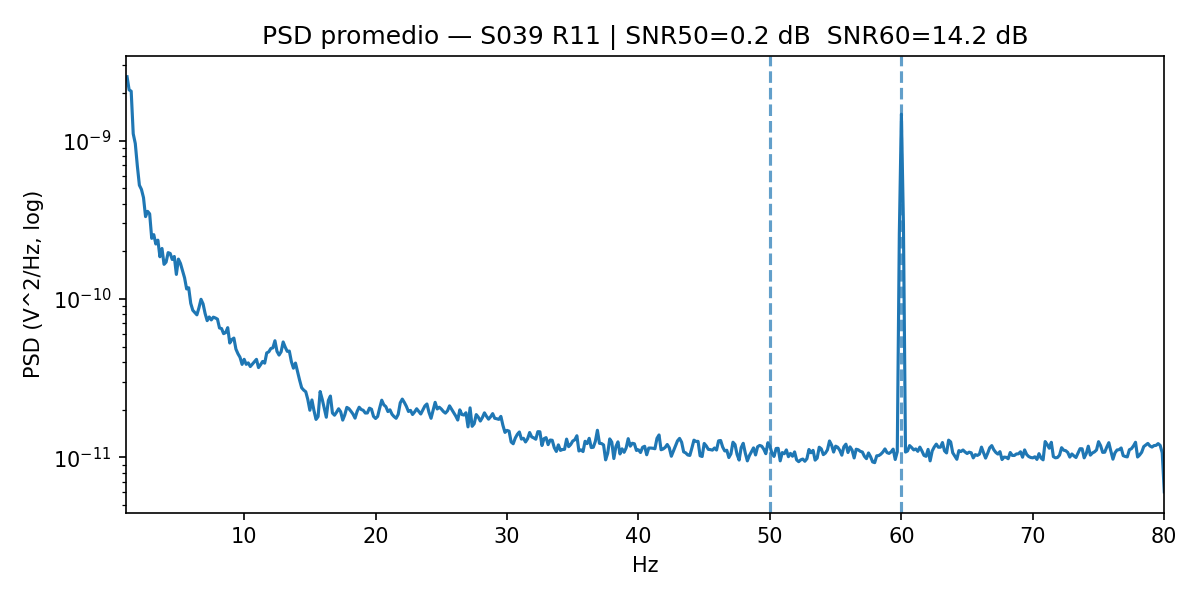 PSD promedio — S039 R11 | SNR50=0.2 dB  SNR60=14.2 dB
PSD (V^2/Hz, log)
10⁻⁹
10⁻¹⁰
10⁻¹¹
10 20 30 40 50 60 70 80
Hz